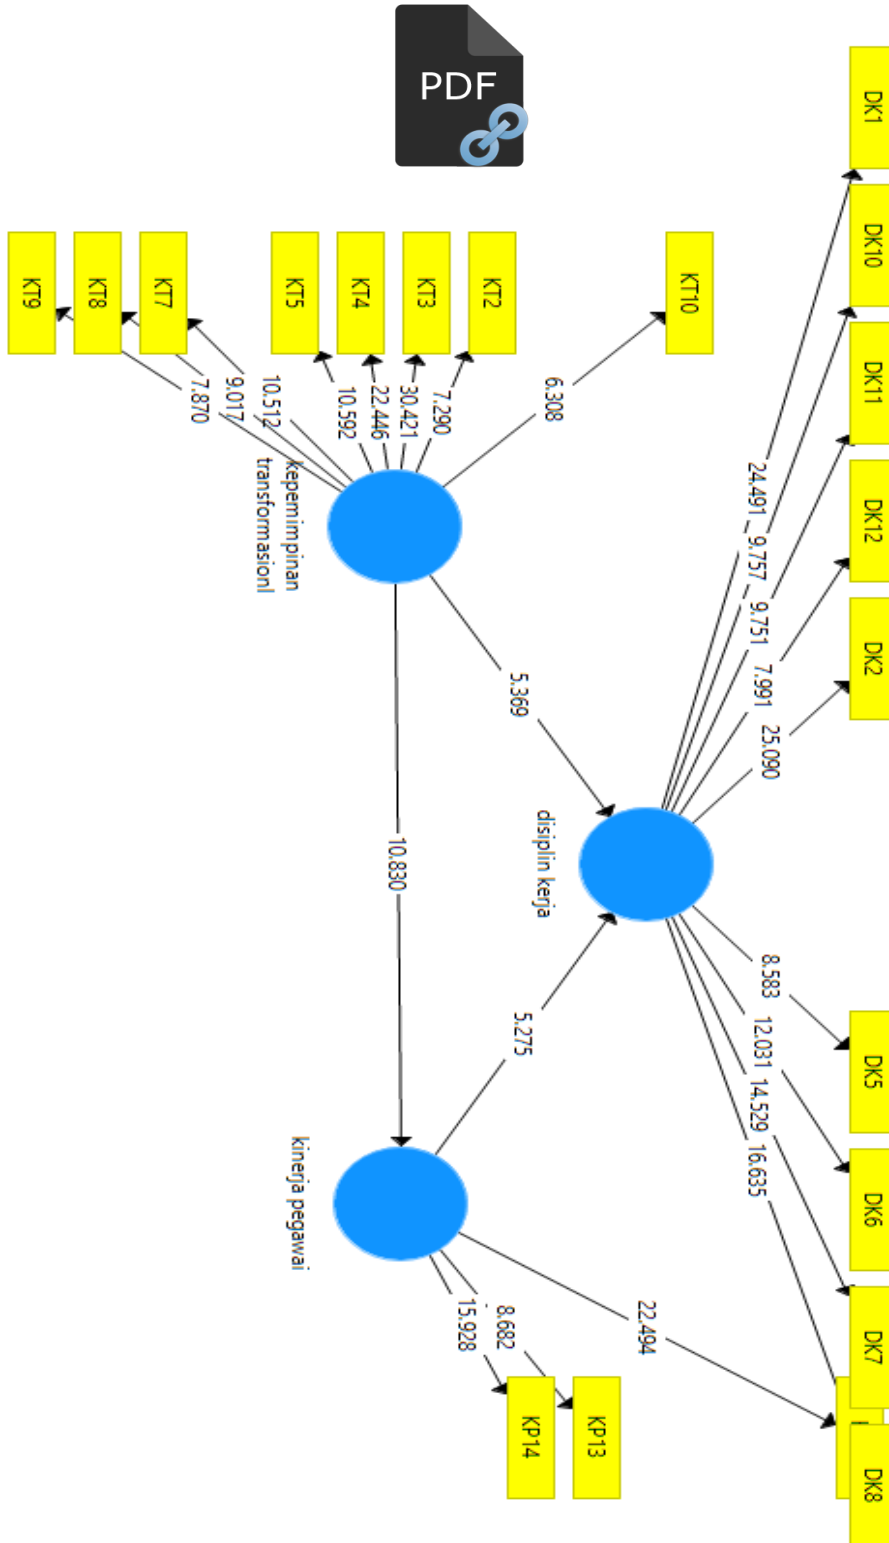 PDF
DK1
DK10
DK11
DK12
DK2
DK5
DK6
DK7
DK8
24.491
9.757
9.751
7.991
25.090
8.583
12.031
14.529
16.635
KT10
KT2
KT3
KT4
KT5
KT7
KT8
KT9
6.308
7.290
30.421
22.446
10.592
10.512
9.017
7.870
kepemimpinan
transformasionl
5.369
disiplin kerja
10.830
5.275
kinerja pegawai
22.494
8.682
15.928
KP13
KP14